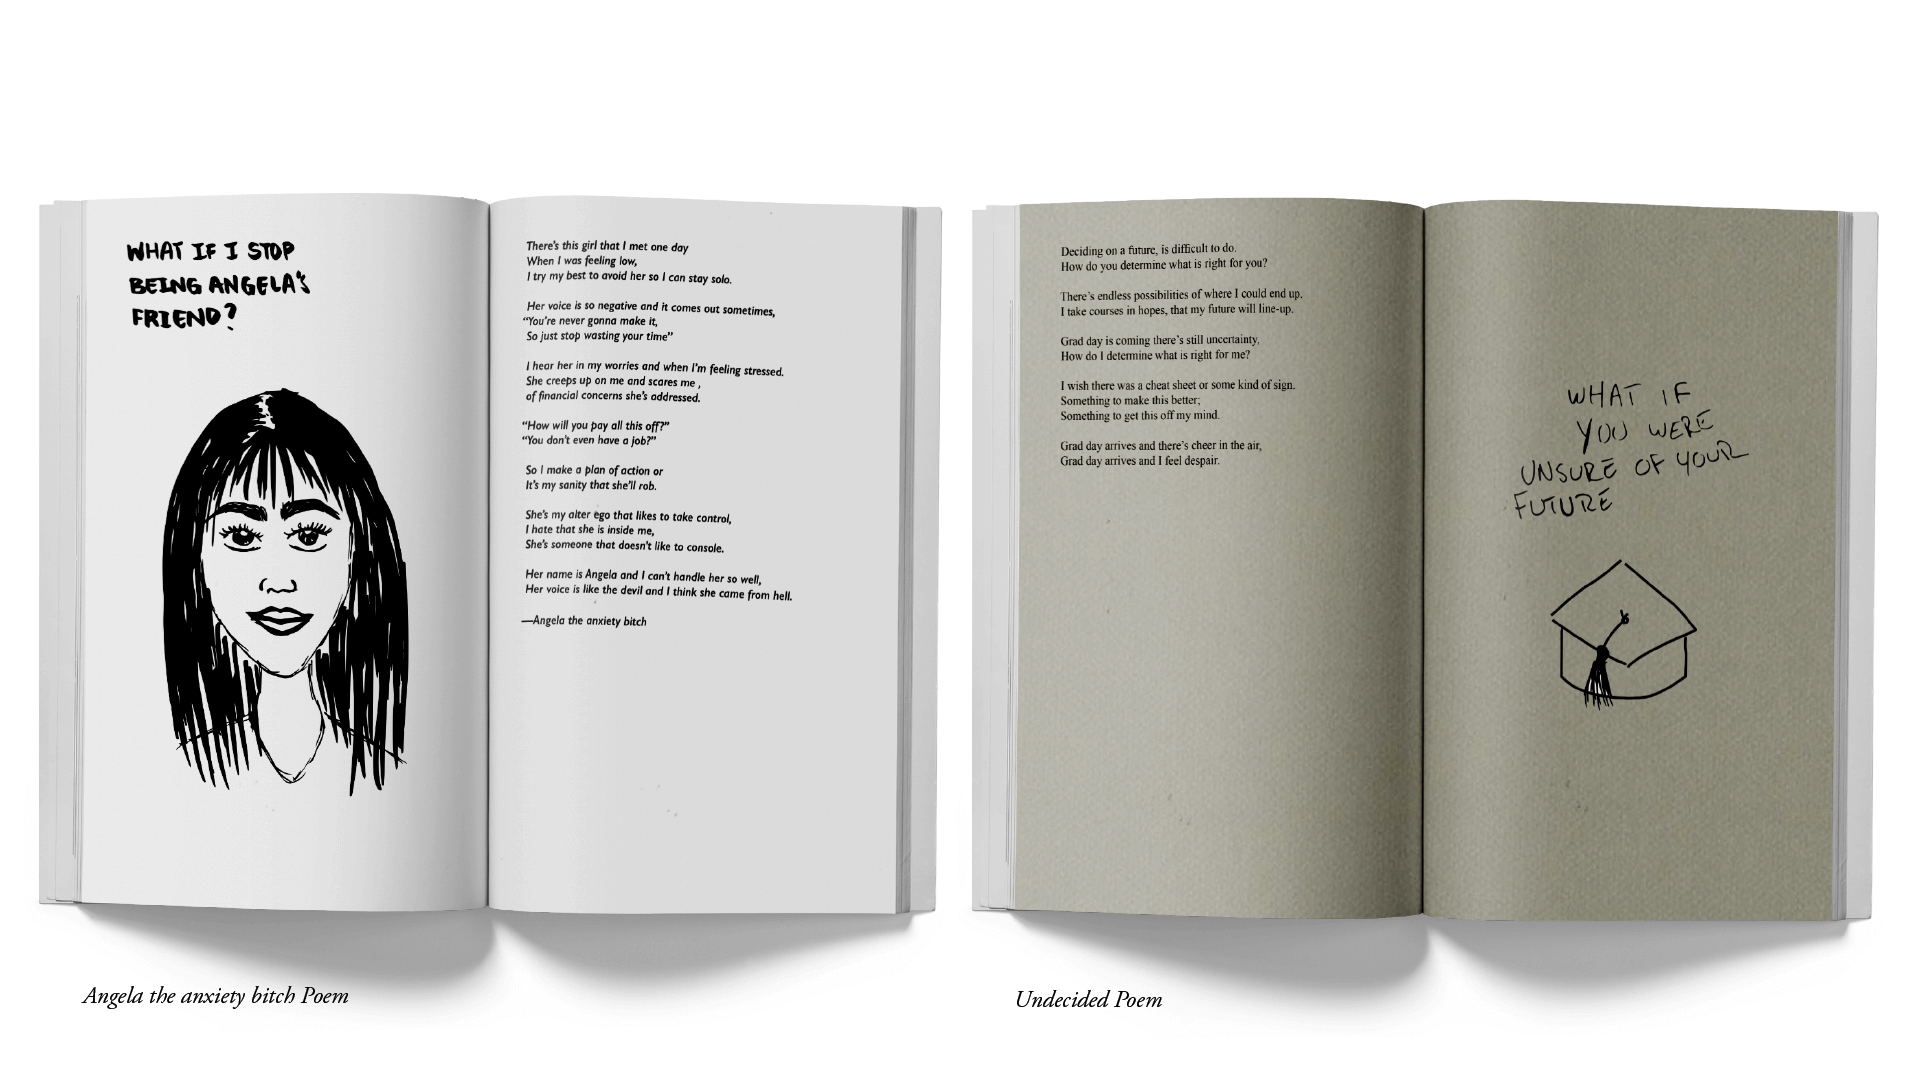 WHAT IF I STOP
BEING ANGELA'S
FRIEND?
There's this girl that I met one day
When I was feeling low,
I try my best to avoid her so I can stay solo.
Her voice is so negative and it comes out sometimes,
“You're never gonna make it,
So just stop wasting your time”
I hear her in my worries and when I'm feeling stressed.
She creeps up on me and scares me ,
of financial concerns she's addressed.
“How will you pay all this off?”
“You don't even have a job?”
So I make a plan of action or
It's my sanity that she'll rob.
She's my alter ego that likes to take control,
I hate that she is inside me,
She's someone that doesn't like to console.
Her name is Angela and I can't handle her so well,
Her voice is like the devil and I think she came from hell.
—Angela the anxiety bitch
Angela the anxiety bitch Poem
Deciding on a future, is difficult to do.
How do you determine what is right for you?
There's endless possibilities of where I could end up.
I take courses in hopes, that my future will line-up.
Grad day is coming there's still uncertainty,
How do I determine what is right for me?
I wish there was a cheat sheet or some kind of sign.
Something to make this better;
Something to get this off my mind.
Grad day arrives and there's cheer in the air,
Grad day arrives and I feel despair.
WHAT IF
YOU WERE
UNSURE OF YOUR
FUTURE
Undecided Poem